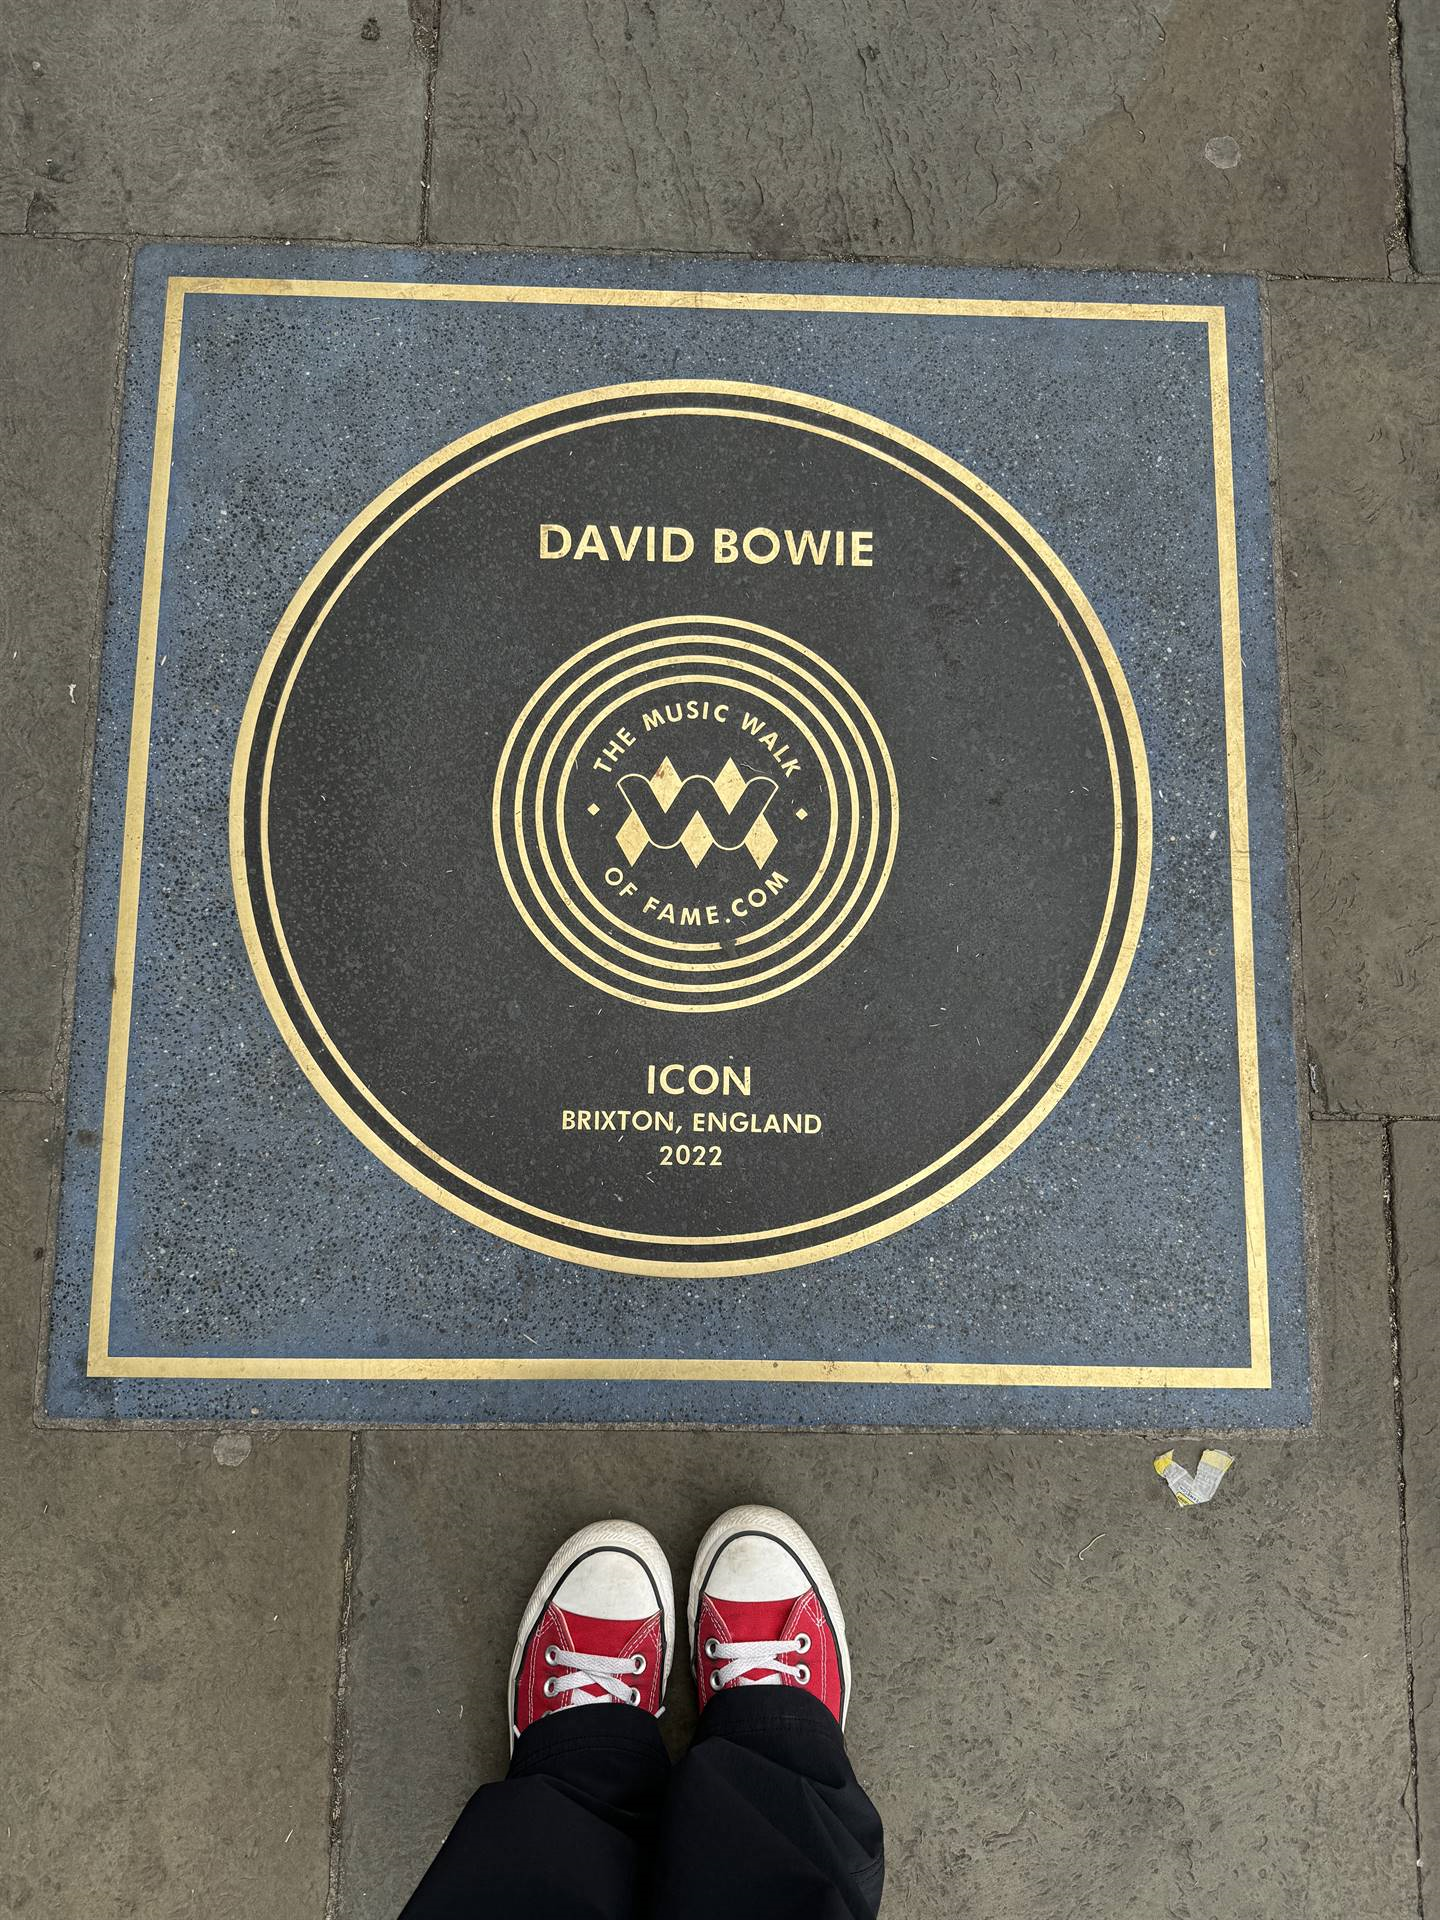 DAVID BOWIE
THE MUSIC WALK
W
OF FAME.COM
ICON
BRIXTON, ENGLAND
2022